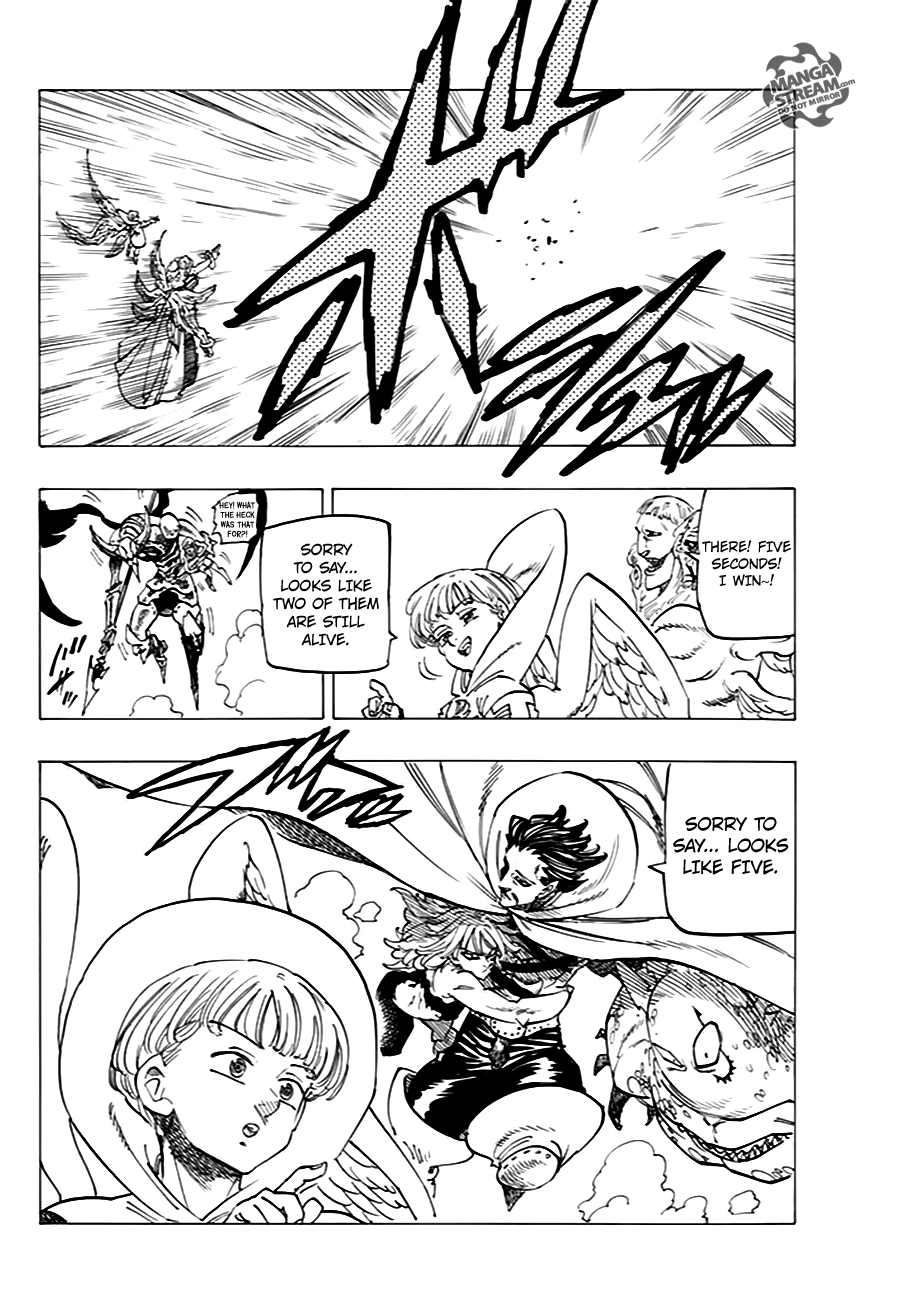 MANGA
STREAM.com
DO NOT MIRROR
THERE! FIVE
SECONDS!
I WIN~!
SORRY
TO SAY...
LOOKS LIKE
TWO OF THEM
ARE STILL
ALIVE.
HEY! WHAT
THE HECK
WAS THAT
FOR?!
SORRY TO
SAY... LOOKS
LIKE FIVE.